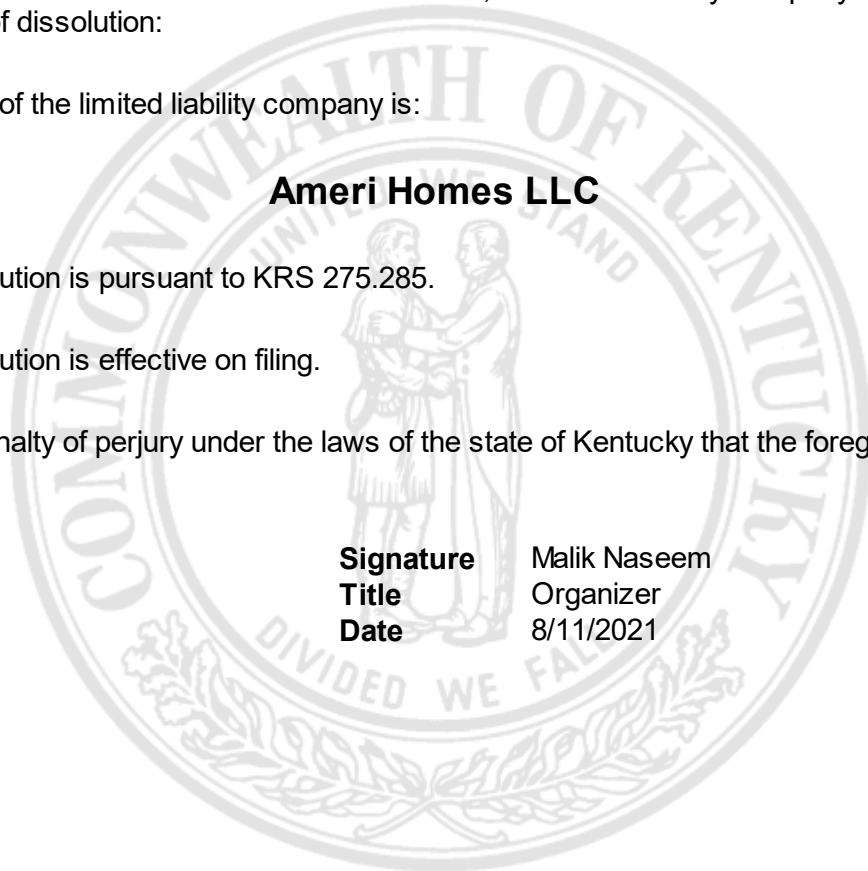 of dissolution:
of the limited liability company is:
Ameri Homes LLC
ution is pursuant to KRS 275.285.
ution is effective on filing.
nalty of perjury under the laws of the state of Kentucky that the foreg
Signature Malik Naseem
Title Organizer
Date 8/11/2021
COMMONWEALTH OF KENTUCKY
UNITED WE STAND
DIVIDED WE FALL